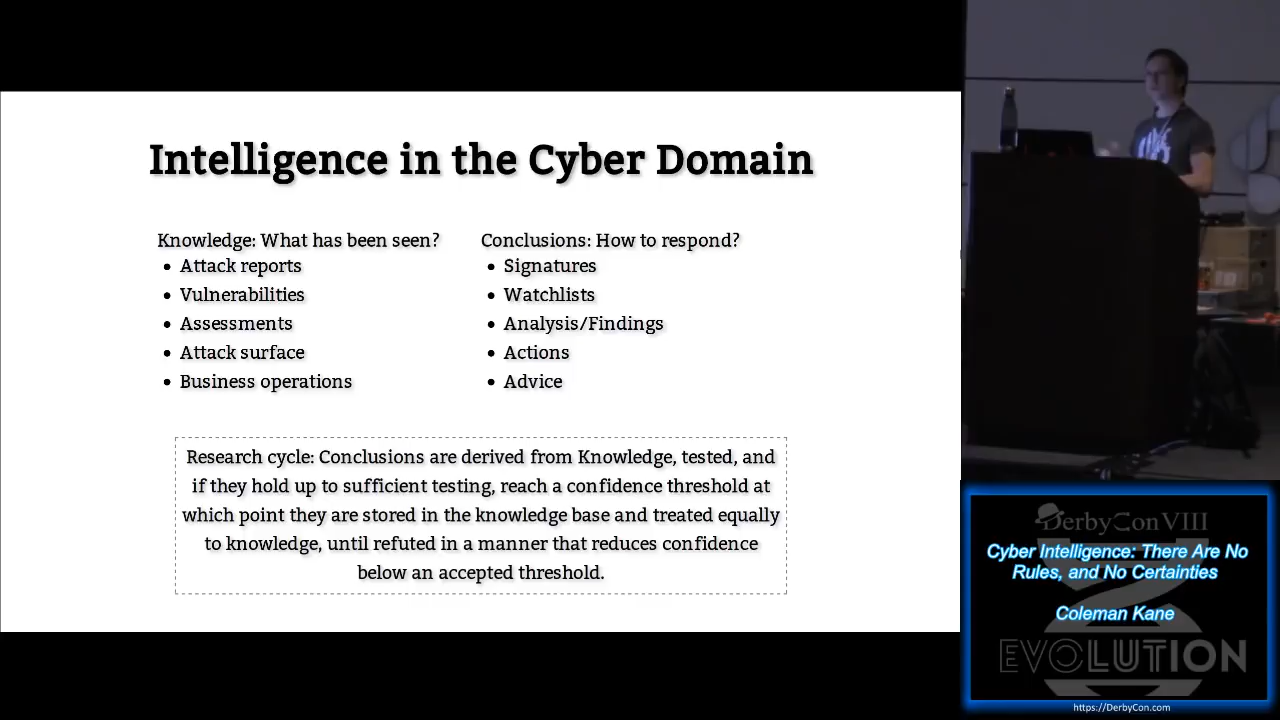 Intelligence in the Cyber Domain
Knowledge: What has been seen?
• Attack reports
• Vulnerabilities
• Assessments
• Attack surface
• Business operations
Conclusions: How to respond?
• Signatures
• Watchlists
• Analysis/Findings
• Actions
• Advice
Research cycle: Conclusions are derived from Knowledge, tested, and
if they hold up to sufficient testing, reach a confidence threshold at
which point they are stored in the knowledge base and treated equally
to knowledge, until refuted in a manner that reduces confidence
below an accepted threshold.
DerbyCon VIII
Cyber Intelligence: There Are No
Rules, and No Certainties
Coleman Kane
EVOLUTION
https://DerbyCon.com